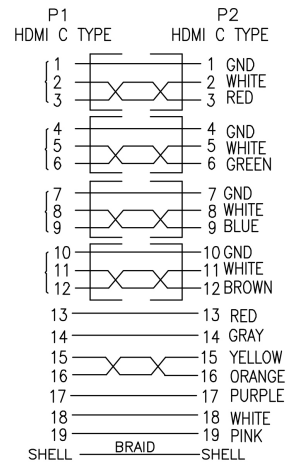 P1 P2
HDMI C TYPE HDMI C TYPE
1 1 GND
2 2 WHITE
3 3 RED
4 4 GND
5 5 WHITE
6 6 GREEN
7 7 GND
8 8 WHITE
9 9 BLUE
10 10 GND
11 11 WHITE
12 12 BROWN
13 13 RED
14 14 GRAY
15 15 YELLOW
16 16 ORANGE
17 17 PURPLE
18 18 WHITE
19 19 PINK
SHELL BRAID SHELL